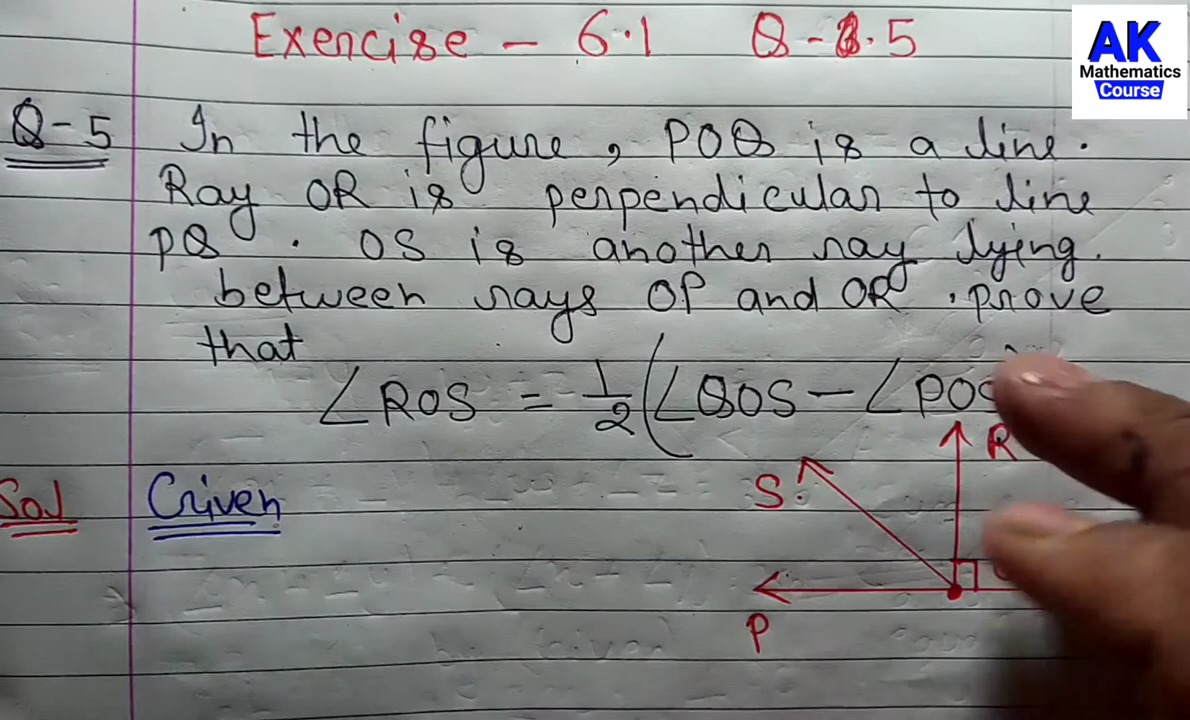 Exercise - 6.1 Q-5
AK
Mathematics
Course
Q-5 In the figure, POQ is a line.
Ray OR is perpendicular to line
PQ. OS is another ray lying.
between rays OP and OR. prove
that
∠ROS = 1/2 (∠QOS - ∠POS
R
S
Sol Given
P